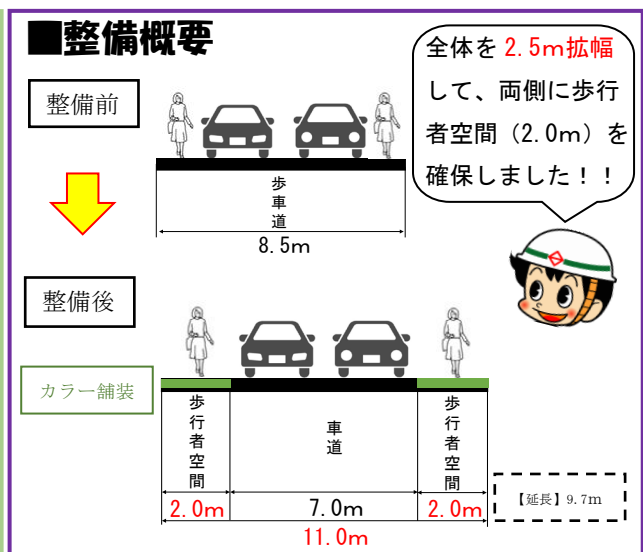 ■整備概要
整備前
全体を2.5m拡幅
して、両側に歩行
者空間（2.0m）を
確保しました！！
歩車道
8.5m
整備後
カラー舗装
歩行者空間
車道
歩行者空間
2.0m
7.0m
2.0m
11.0m
【延長】9.7m